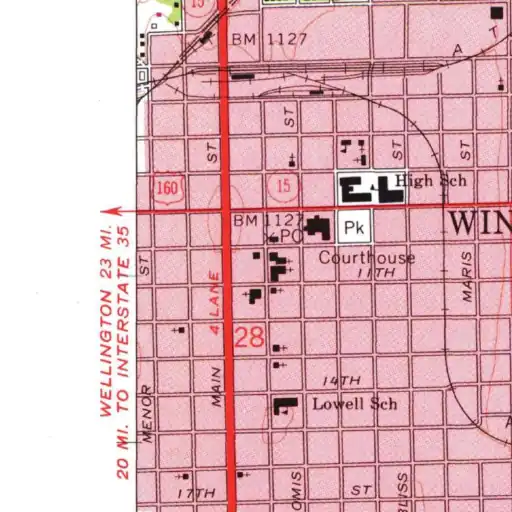 15
BM 1127
A
T
ST
ST
ST
ST
160
15
High Sch
BM 1127
PO
Pk
WIN
Courthouse
11TH
WELLINGTON 23 MI.
20 MI. TO INTERSTATE 35
ST
MARIS
4 LANE
28
MAIN
MENOR
14TH
Lowell Sch
17TH
OMIS
ST
BLISS